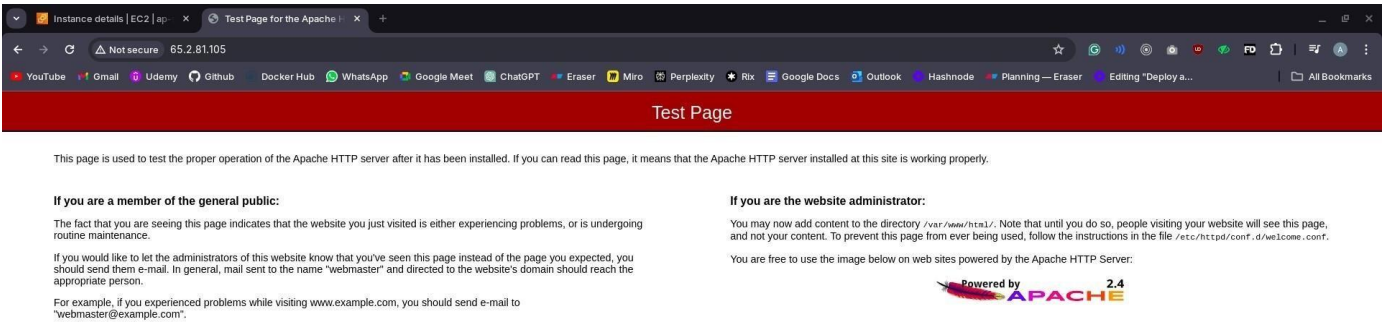 Instance details | EC2 | ap-
Test Page for the Apache H
Not secure 65.2.81.105
YouTube Gmail Udemy Github Docker Hub WhatsApp Google Meet ChatGPT Eraser Miro Perplexity Rix Google Docs Outlook Hashnode Planning — Eraser Editing "Deploy a... All Bookmarks
Test Page
This page is used to test the proper operation of the Apache HTTP server after it has been installed. If you can read this page, it means that the Apache HTTP server installed at this site is working properly.
If you are a member of the general public:
The fact that you are seeing this page indicates that the website you just visited is either experiencing problems, or is undergoing
routine maintenance.
If you would like to let the administrators of this website know that you've seen this page instead of the page you expected, you
should send them e-mail. In general, mail sent to the name "webmaster" and directed to the website's domain should reach the
appropriate person.
For example, if you experienced problems while visiting www.example.com, you should send e-mail to
"webmaster@example.com".
If you are the website administrator:
You may now add content to the directory /var/www/html/. Note that until you do so, people visiting your website will see this page,
and not your content. To prevent this page from ever being used, follow the instructions in the file /etc/httpd/conf.d/welcome.conf.
You are free to use the image below on web sites powered by the Apache HTTP Server:
Powered by 2.4
APACHE